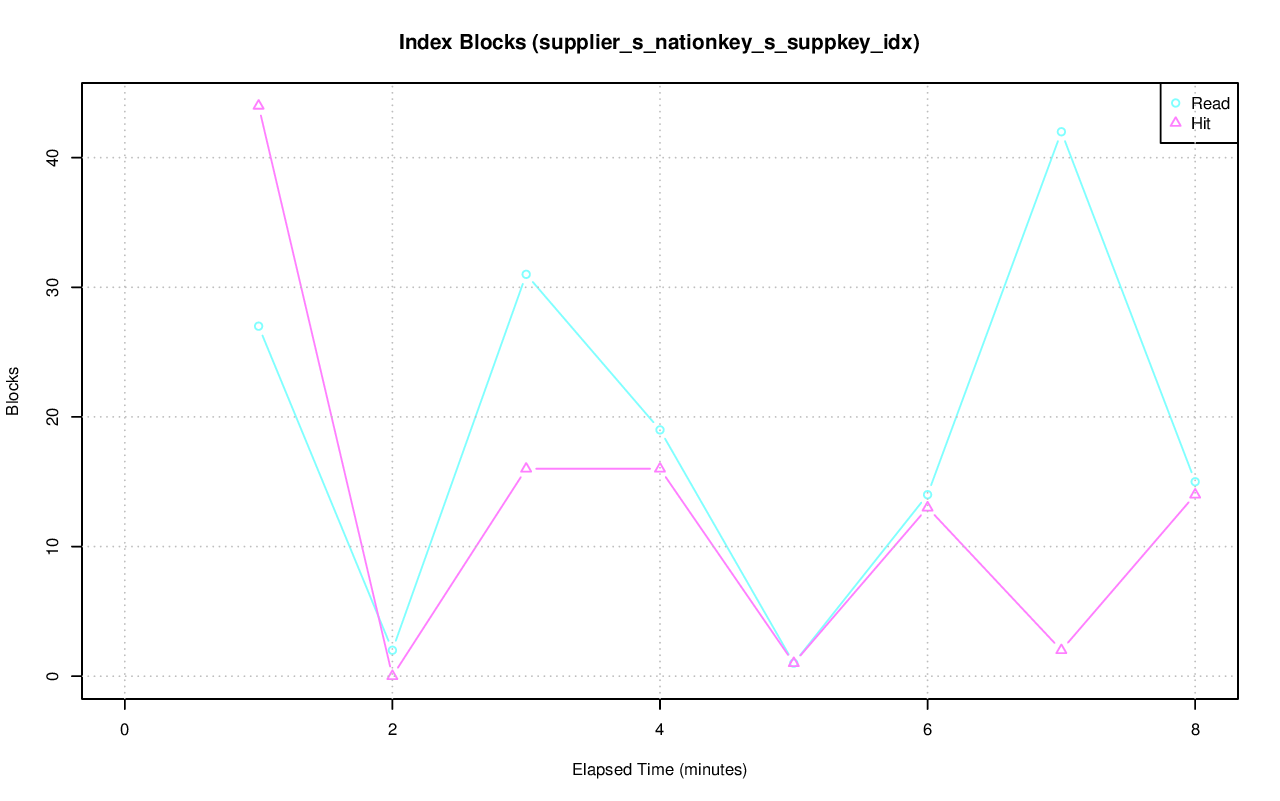 Index Blocks (supplier_s_nationkey_s_suppkey_idx)
Read
Hit
Blocks
40
30
20
10
0
0 2 4 6 8
Elapsed Time (minutes)